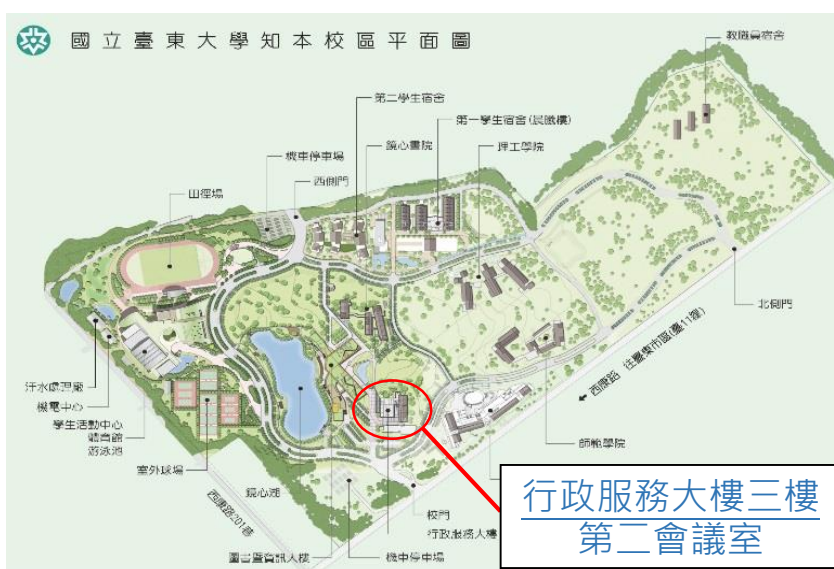 國立臺東大學知本校區平面圖
教職員宿舍
第二學生宿舍
第一學生宿舍(晨曦樓)
鏡心書院
理工學院
機車停車場
西側門
田徑場
北側門
西康路 往臺東市區(臺11線)
汙水處理廠
機電中心
學生活動中心
體育館
游泳池
室外球場
師範學院
鏡心湖
西康路201巷
校門
行政服務大樓
圖書暨資訊大樓
機車停車場
行政服務大樓三樓
第二會議室